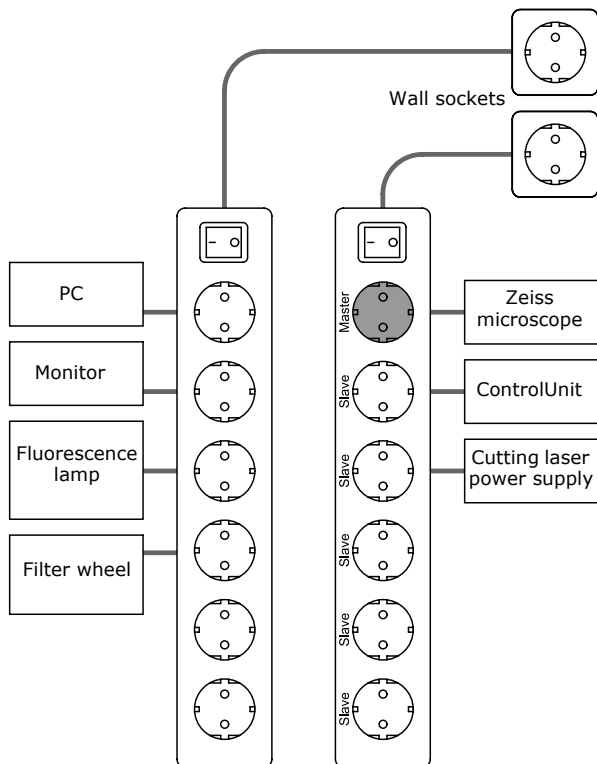 Wall sockets
PC
Monitor
Fluorescence
lamp
Filter wheel
Master
Slave
Slave
Slave
Slave
Slave
Zeiss
microscope
ControlUnit
Cutting laser
power supply